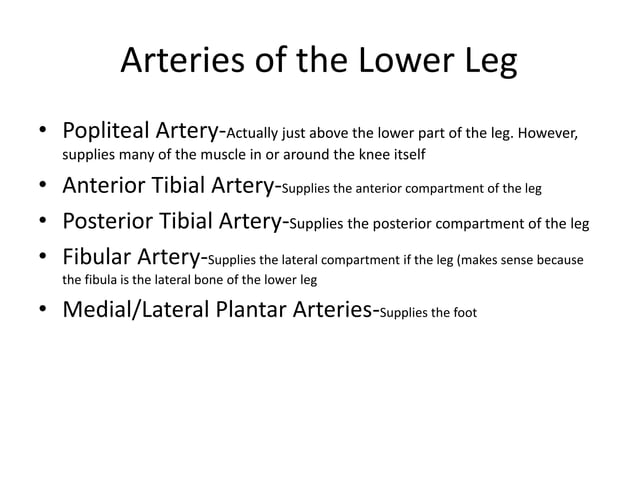 Arteries of the Lower Leg
• Popliteal Artery-Actually just above the lower part of the leg. However,
supplies many of the muscle in or around the knee itself
• Anterior Tibial Artery-Supplies the anterior compartment of the leg
• Posterior Tibial Artery-Supplies the posterior compartment of the leg
• Fibular Artery-Supplies the lateral compartment if the leg (makes sense because
the fibula is the lateral bone of the lower leg
• Medial/Lateral Plantar Arteries-Supplies the foot